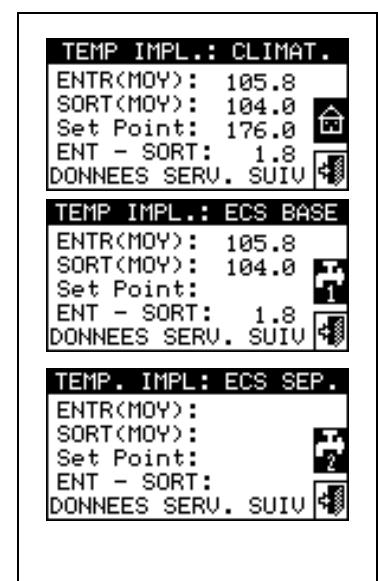 TEMP IMPL.: CLIMAT.
ENTR(MOY): 105.8
SORT(MOY): 104.0
Set Point: 176.0
ENT - SORT: 1.8
DONNEES SERV. SUIV
TEMP IMPL.: ECS BASE
ENTR(MOY): 105.8
SORT(MOY): 104.0
Set Point:
1
ENT - SORT: 1.8
DONNEES SERV. SUIV
TEMP. IMPL: ECS SEP.
ENTR(MOY):
SORT(MOY):
Set Point:
2
ENT - SORT:
DONNEES SERV. SUIV